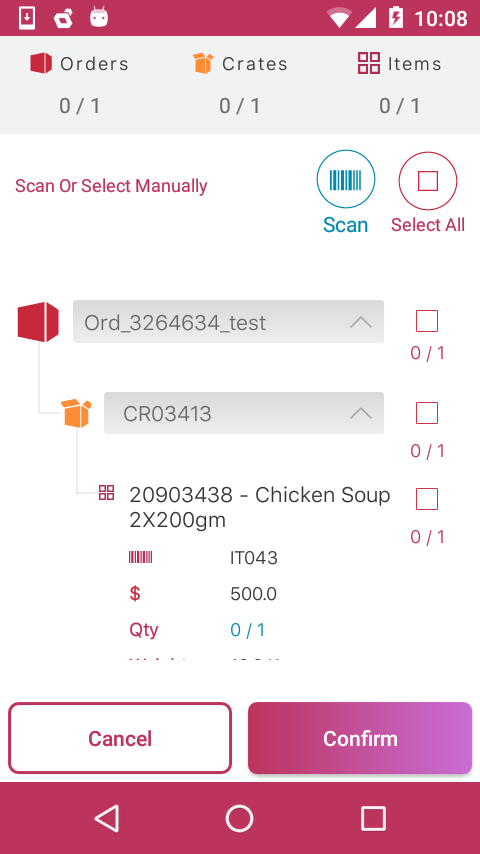 10:08
Orders Crates Items
0 / 1 0 / 1 0 / 1
Scan Or Select Manually
Scan Select All
Ord_3264634_test
0 / 1
CR03413
0 / 1
20903438 - Chicken Soup
2X200gm
0 / 1
IT043
$ 500.0
Qty 0 / 1
Cancel Confirm